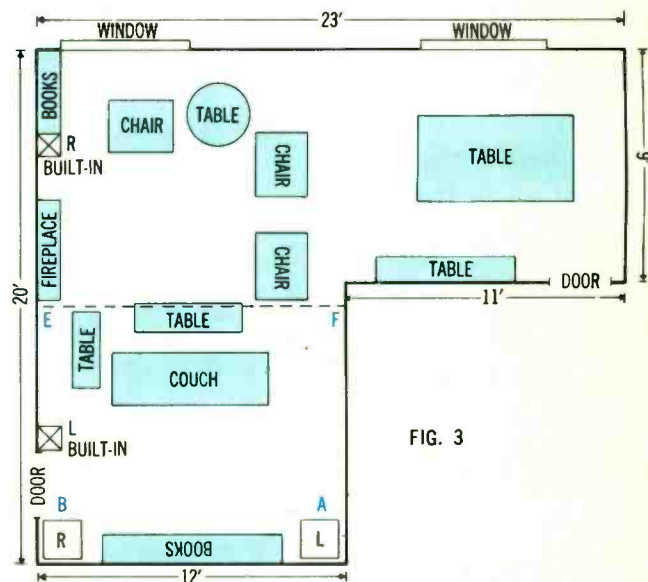 23'
WINDOW
WINDOW
BOOKS
R
BUILT-IN
CHAIR
TABLE
CHAIR
TABLE
9
FIREPLACE
CHAIR
TABLE
DOOR
11'
20'
E
TABLE
F
TABLE
COUCH
L
BUILT-IN
FIG. 3
DOOR
B
A
R
BOOKS
L
12'